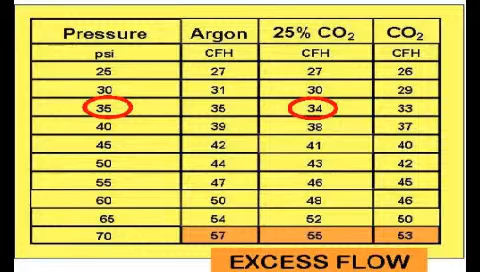 Pressure Argon 25% CO₂ CO₂
psi CFH CFH CFH
25 27 27 26
30 31 30 29
35 35 34 33
40 39 38 37
45 42 41 40
50 44 43 42
55 47 46 45
60 50 48 46
65 54 52 50
70 57 55 53
EXCESS FLOW